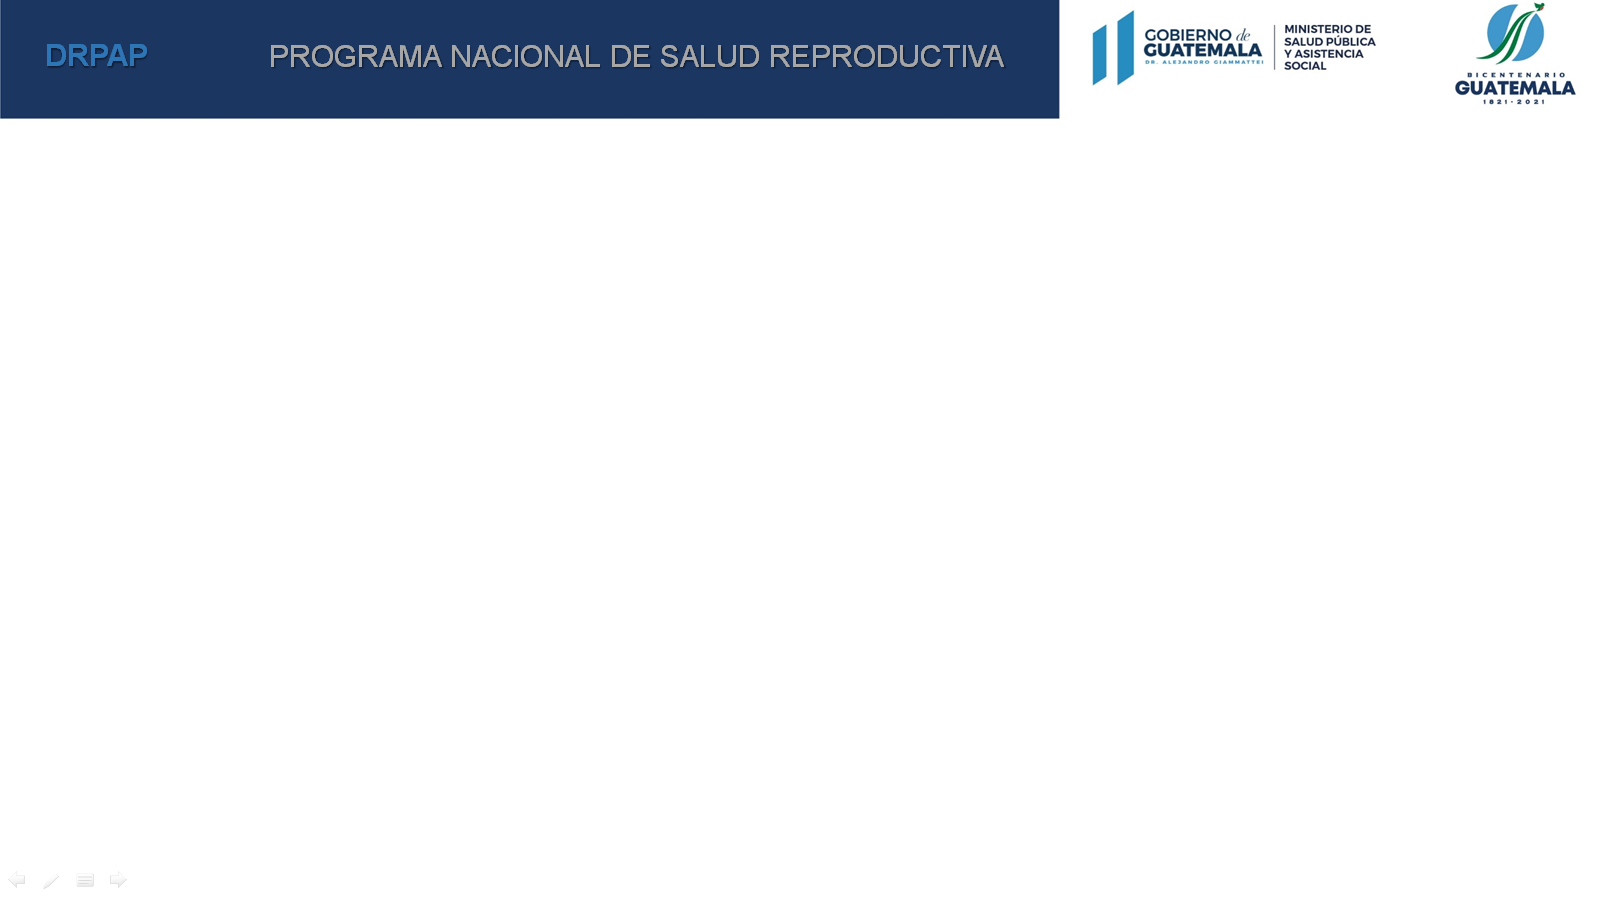 DRPAP
PROGRAMA NACIONAL DE SALUD REPRODUCTIVA
GOBIERNO de
GUATEMALA
DR. ALEJANDRO GIAMMATTEI
MINISTERIO DE
SALUD PÚBLICA
Y ASISTENCIA
SOCIAL
BICENTENARIO
GUATEMALA
1821-2021